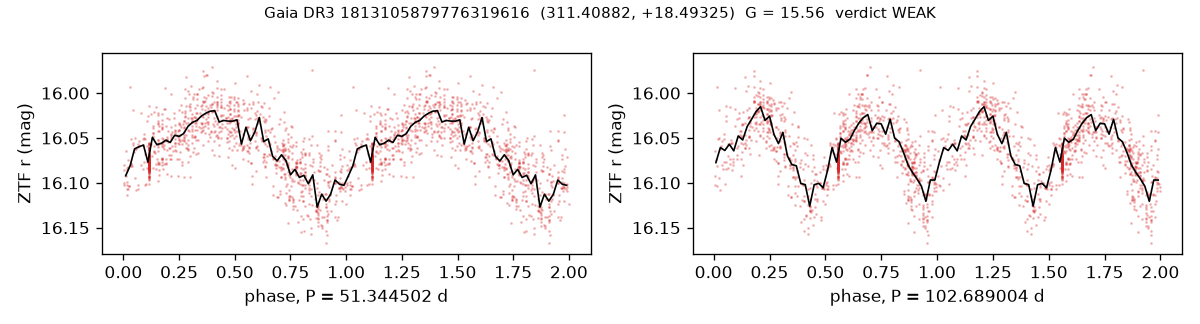 Gaia DR3 1813105879776319616  (311.40882, +18.49325)  G = 15.56  verdict WEAK
ZTF r (mag)
16.00
16.05
16.10
16.15
0.00 0.25 0.50 0.75 1.00 1.25 1.50 1.75 2.00
phase, P = 51.344502 d
ZTF r (mag)
16.00
16.05
16.10
16.15
0.00 0.25 0.50 0.75 1.00 1.25 1.50 1.75 2.00
phase, P = 102.689004 d